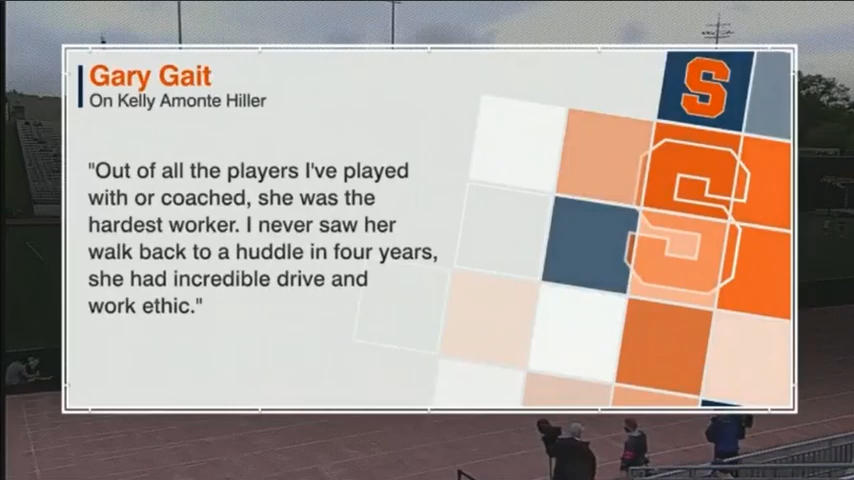 Gary Gait
On Kelly Amonte Hiller
S
"Out of all the players I've played
with or coached, she was the
hardest worker. I never saw her
walk back to a huddle in four years,
she had incredible drive and
work ethic."
S